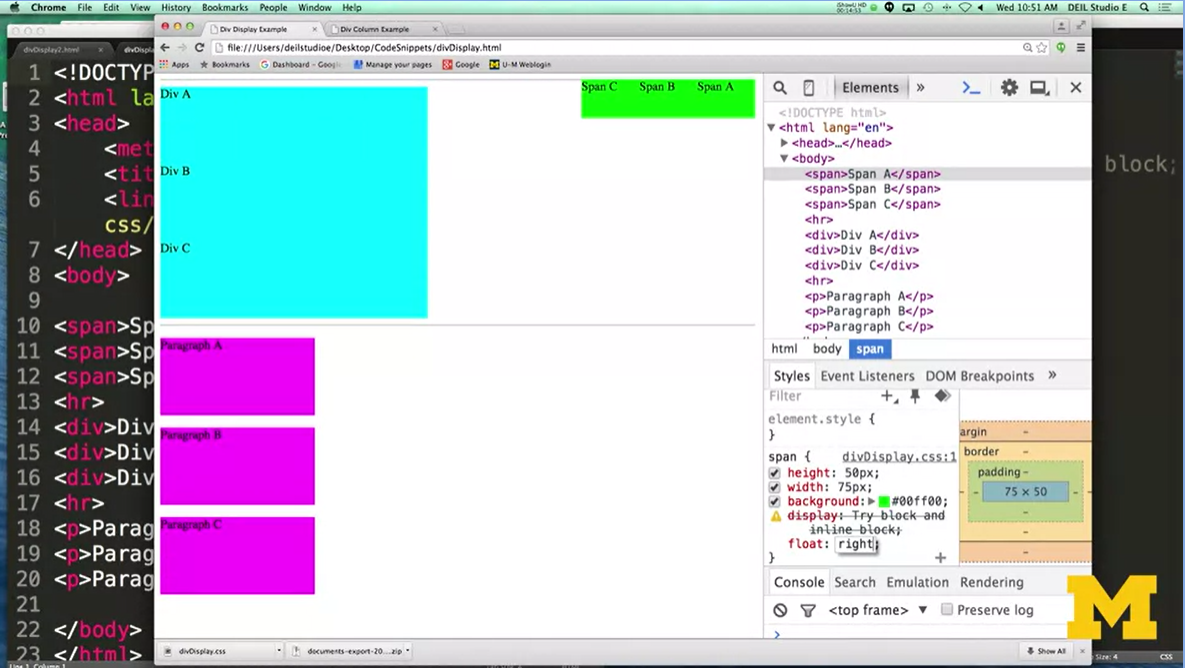 Chrome File Edit View History Bookmarks People Window Help
Wed 10:51 AM DEIL Studio E
divDisplay2.html
Div Display Example
Div Column Example
file:///Users/deilstudioe/Desktop/CodeSnippets/divDisplay.html
Apps Bookmarks Manage your pages Google U-M Weblogin
1 <!DOCTYP
2 <html la
3 <head>
4 <met
5 <tit
6 <lin
css/
7 </head>
8 <body>
9
10 <span>Sp
11 <span>Sp
12 <span>Sp
13 <hr>
14 <div>Div
15 <div>Div
16 <div>Div
17 <hr>
18 <p>Parag
19 <p>Parag
20 <p>Parag
21
22 </body>
23 </html>
block;
Div A
Span C Span B Span A
Div B
Div C
Paragraph A
Paragraph B
Paragraph C
Elements »
<!DOCTYPE html>
<html lang="en">
<head>…</head>
<body>
<span>Span A</span>
<span>Span B</span>
<span>Span C</span>
<hr>
<div>Div A</div>
<div>Div B</div>
<div>Div C</div>
<hr>
<p>Paragraph A</p>
<p>Paragraph B</p>
<p>Paragraph C</p>
html body span
Styles Event Listeners DOM Breakpoints »
Filter
element.style {
}
span { divDisplay.css:1
height: 50px;
width: 75px;
background: #00ff00;
display: Try block and
inline block;
float: right;
}
argin -
border -
padding -
75 × 50
Console Search Emulation Rendering
<top frame> Preserve log
M
divDisplay.css
documents-export-20....zip
Show All
CSS